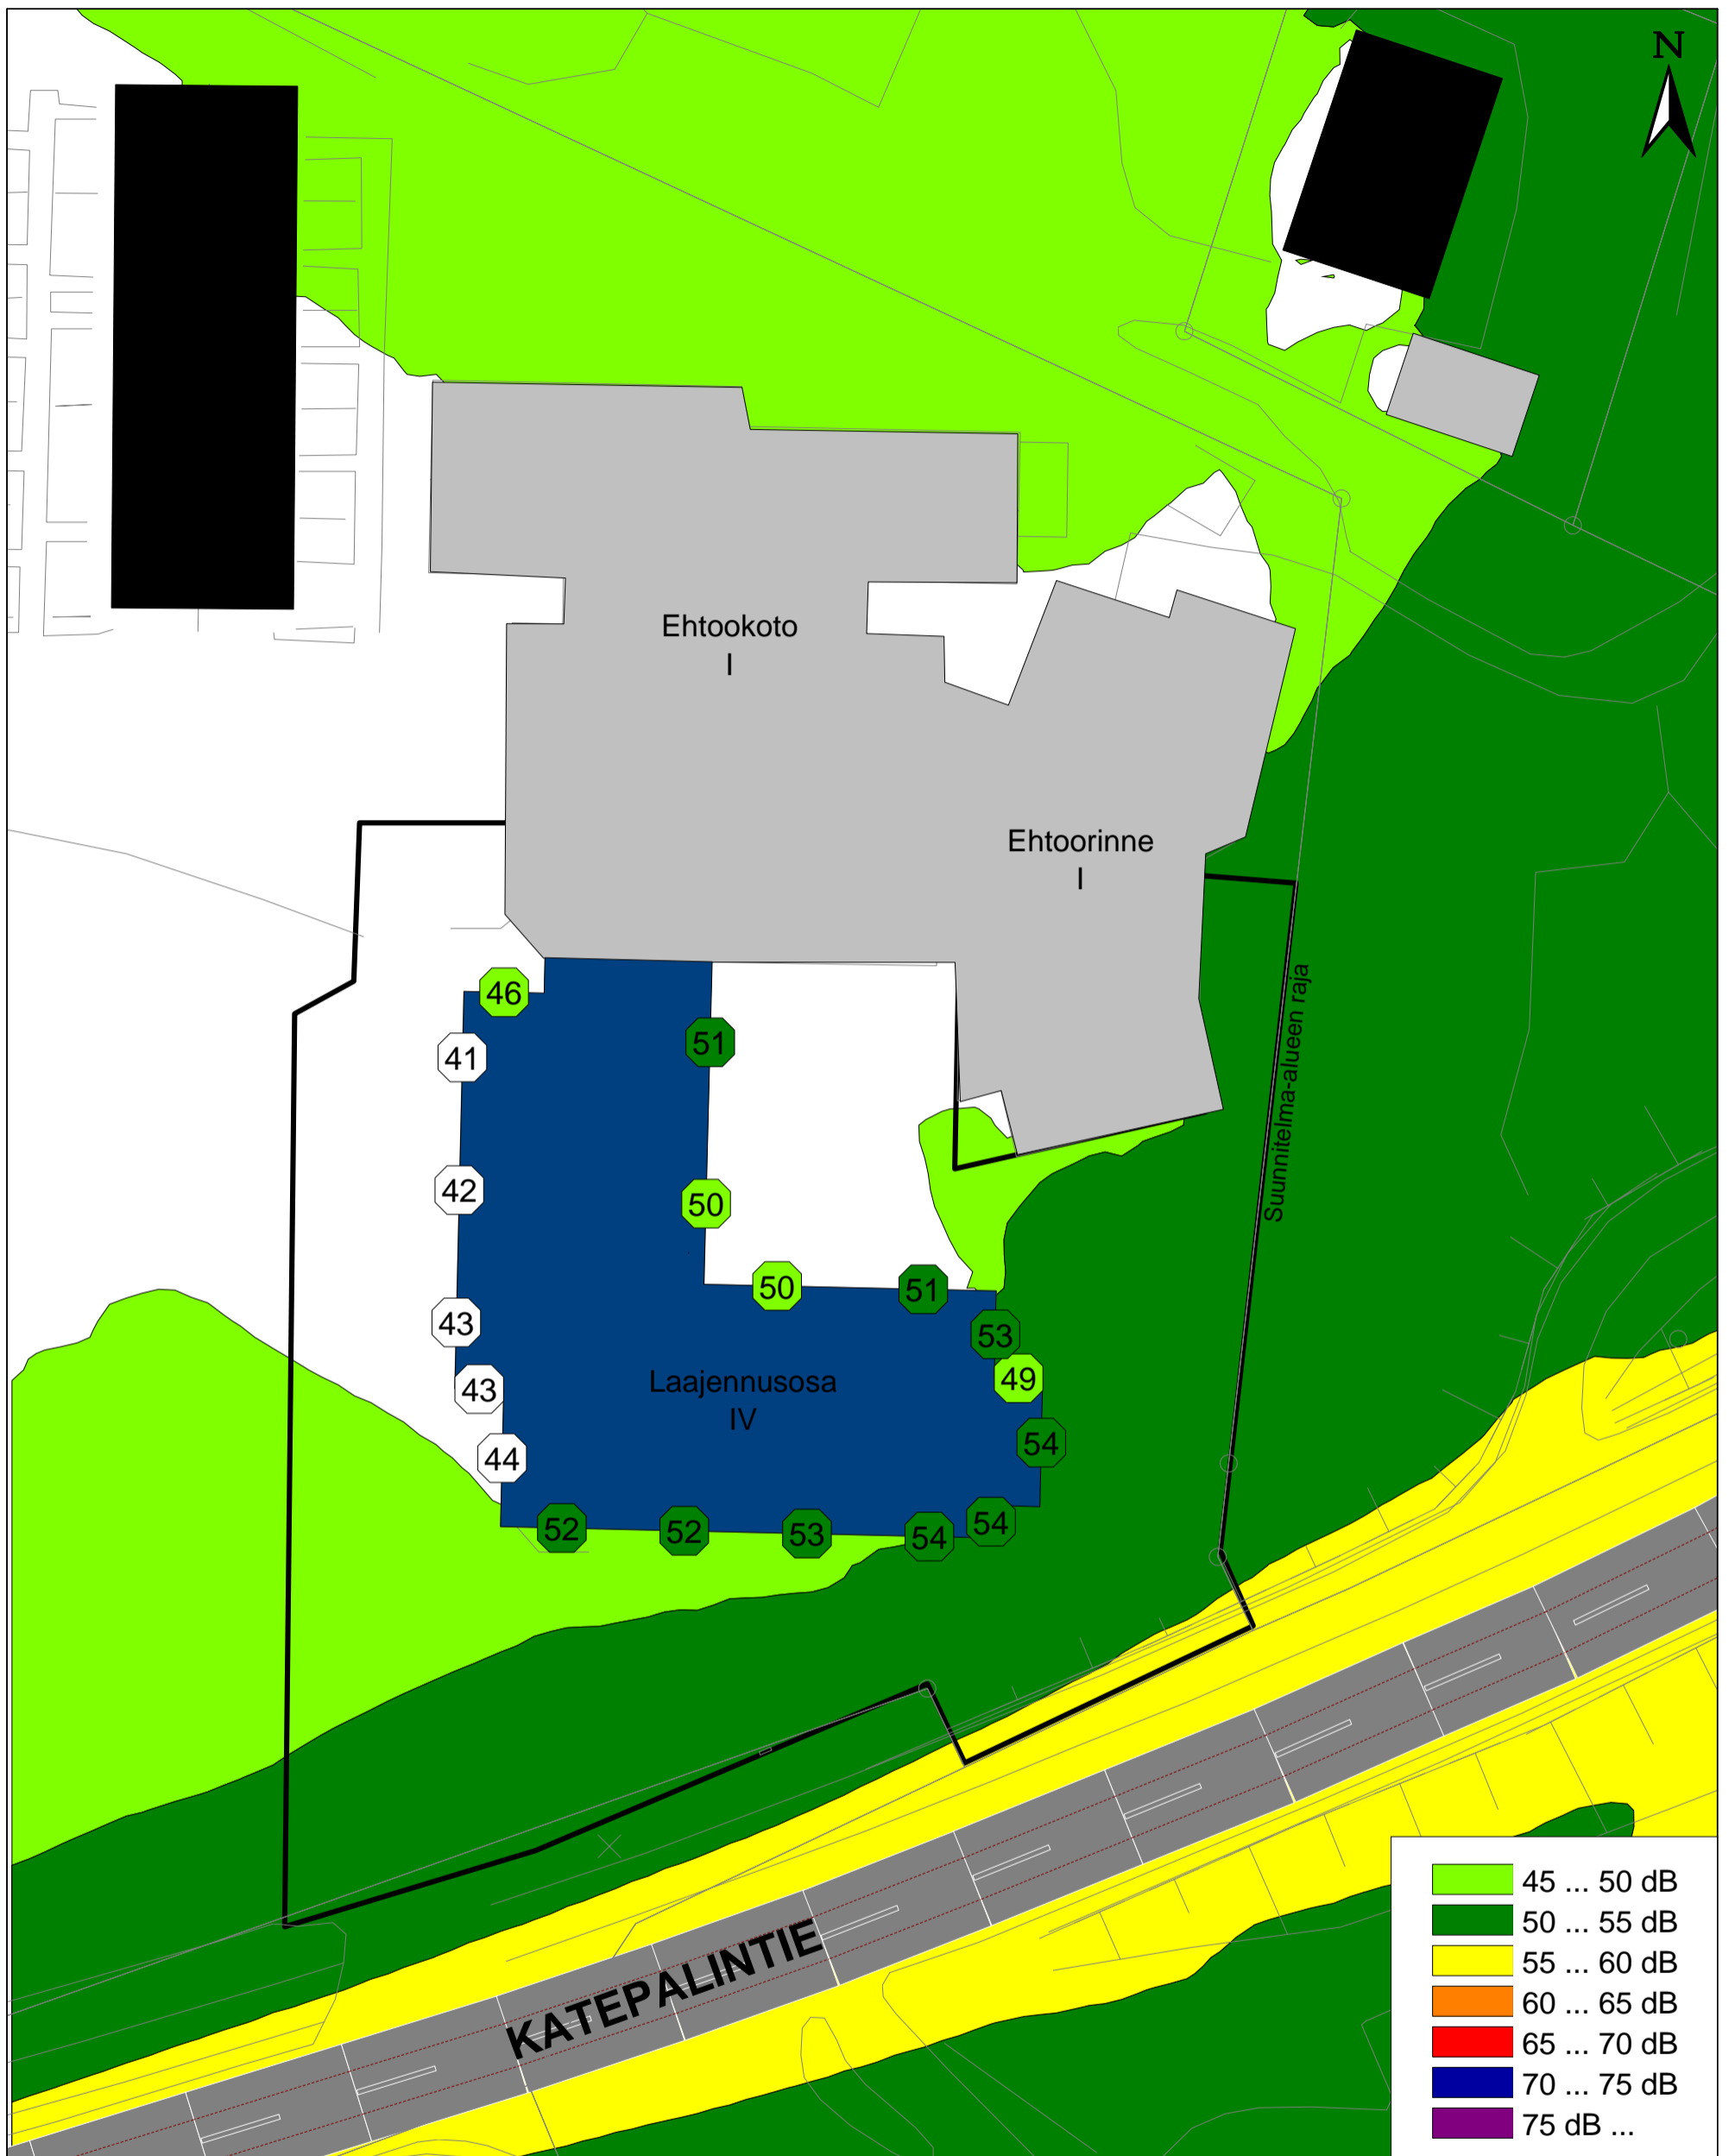 N
Ehtookoto
I
Ehtoorinne
I
Suunnitelma-alueen raja
46
41
51
42
50
50
51
43
53
49
43
Laajennusosa
IV
54
44
52
52
53
54
54
KATEPALINTIE
45 ... 50 dB
50 ... 55 dB
55 ... 60 dB
60 ... 65 dB
65 ... 70 dB
70 ... 75 dB
75 dB ...